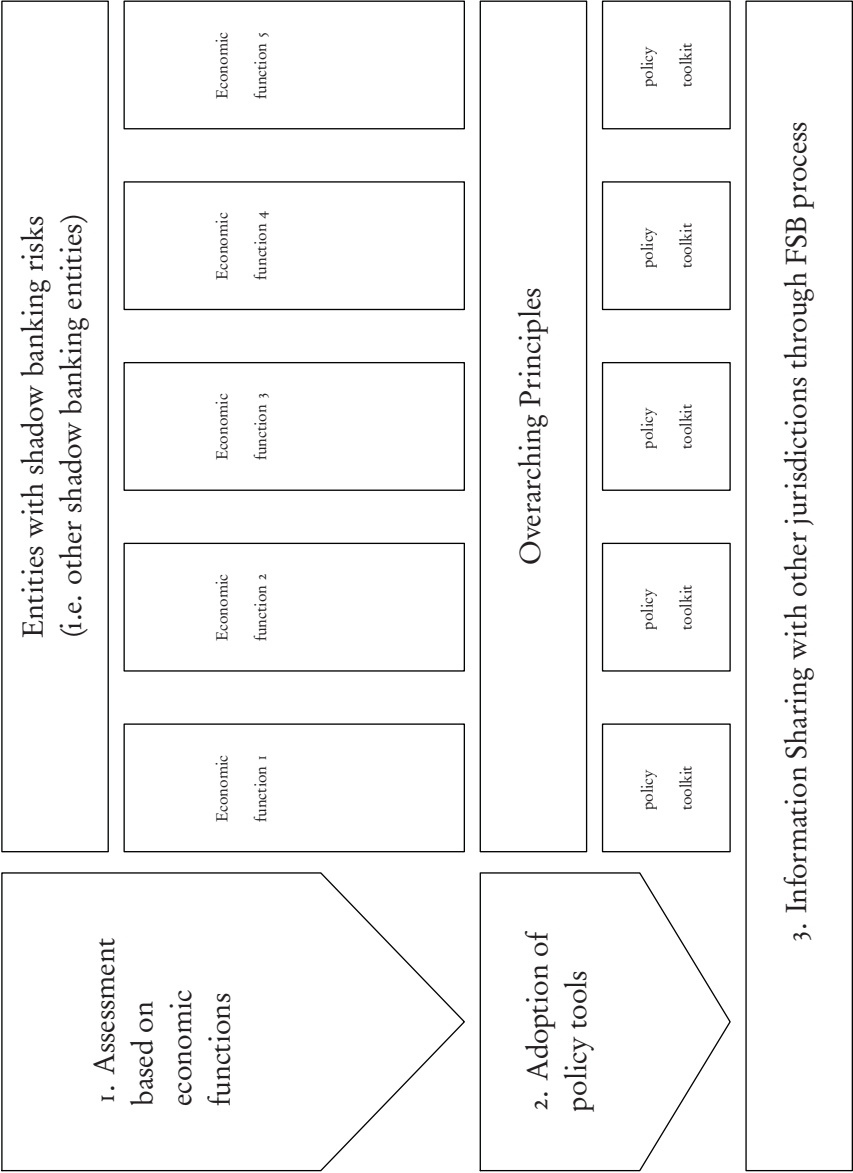 Entities with shadow banking risks
(i.e. other shadow banking entities)
1. Assessment
based on
economic
functions
Economic
function 1
Economic
function 2
Economic
function 3
Economic
function 4
Economic
function 5
2. Adoption of
policy tools
Overarching Principles
policy
toolkit
policy
toolkit
policy
toolkit
policy
toolkit
policy
toolkit
3. Information Sharing with other jurisdictions through FSB process